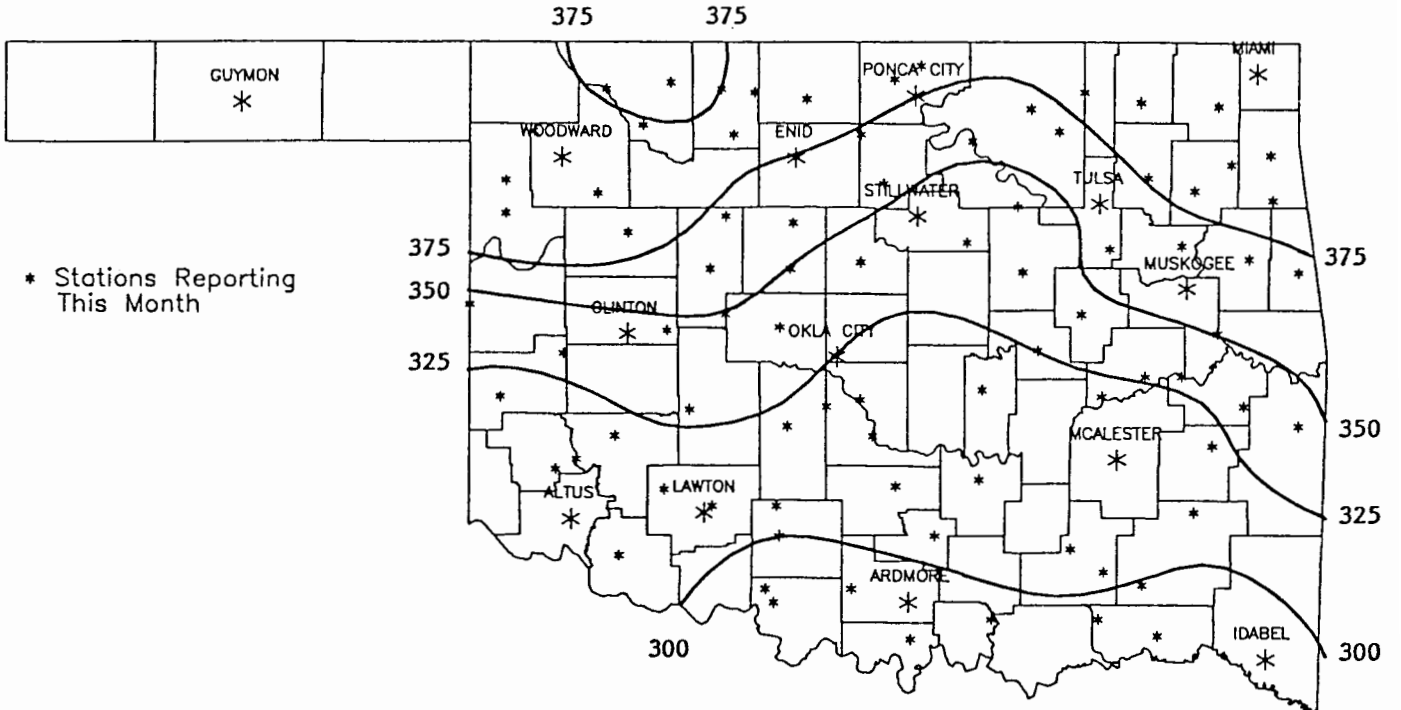 375 375
MIAMI
PONCA CITY
GUYMON
WOODWARD ENID
TULSA
STILLWATER
375 375
MUSKOGEE
* Stations Reporting
This Month
350
CLINTON
OKLA CITY
325
350
MCALESTER
LAWTON
ALTUS
325
ARDMORE
IDABEL
300 300